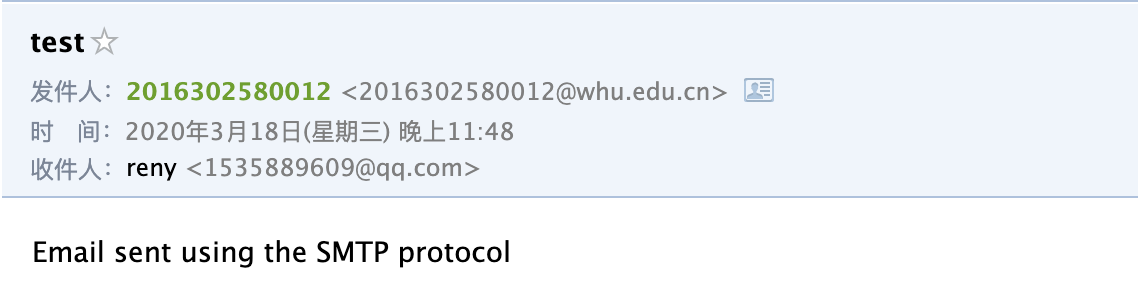 test
发件人：2016302580012 <2016302580012@whu.edu.cn>
时　间：2020年3月18日(星期三) 晚上11:48
收件人：reny <1535889609@qq.com>
Email sent using the SMTP protocol